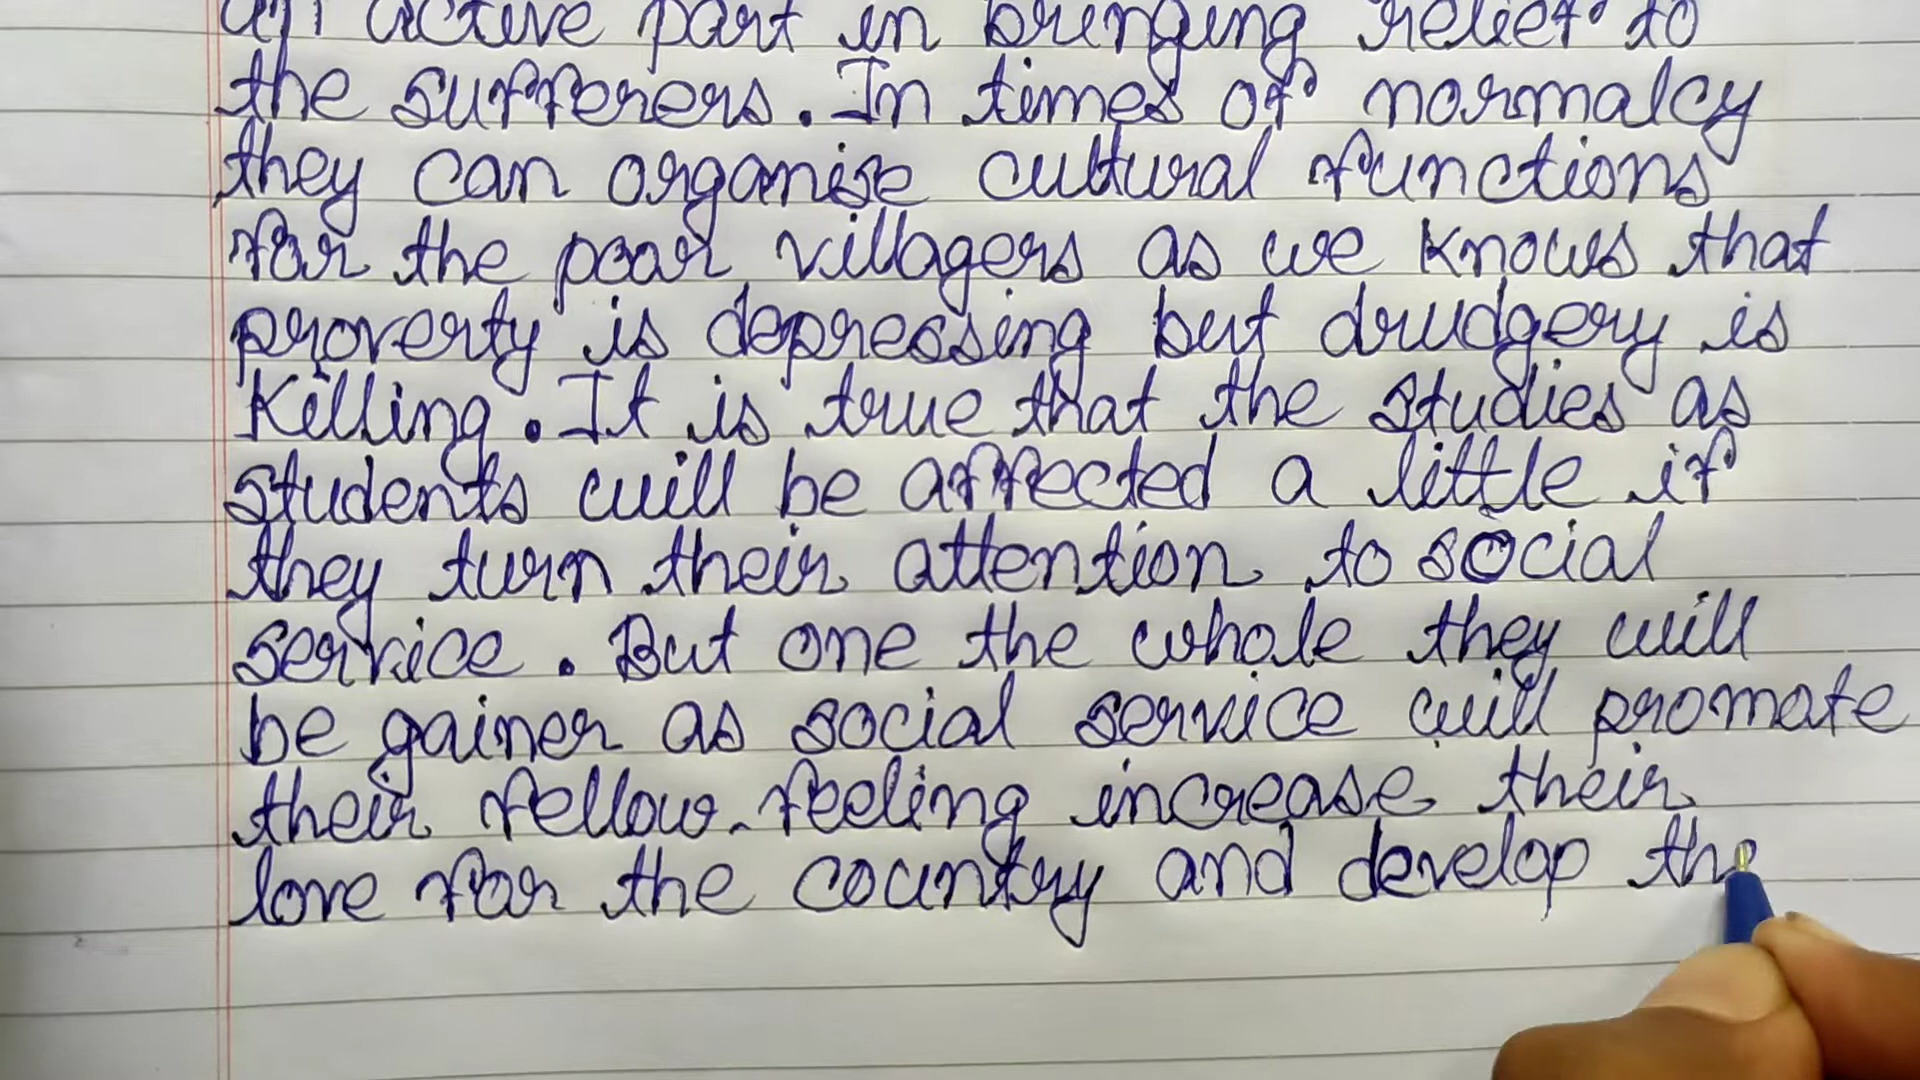 an active part in bringing relief to
the sufferers. In times of normalcy
they can organise cultural functions
for the poor villagers as we knows that
proverty is depressing but drudgery is
killing. It is true that the studies as
students will be affected a little if
they turn their attention to social
service. But one the whole they will
be gainer as social service will promate
their fellow-feeling increase their
love for the country and develop the